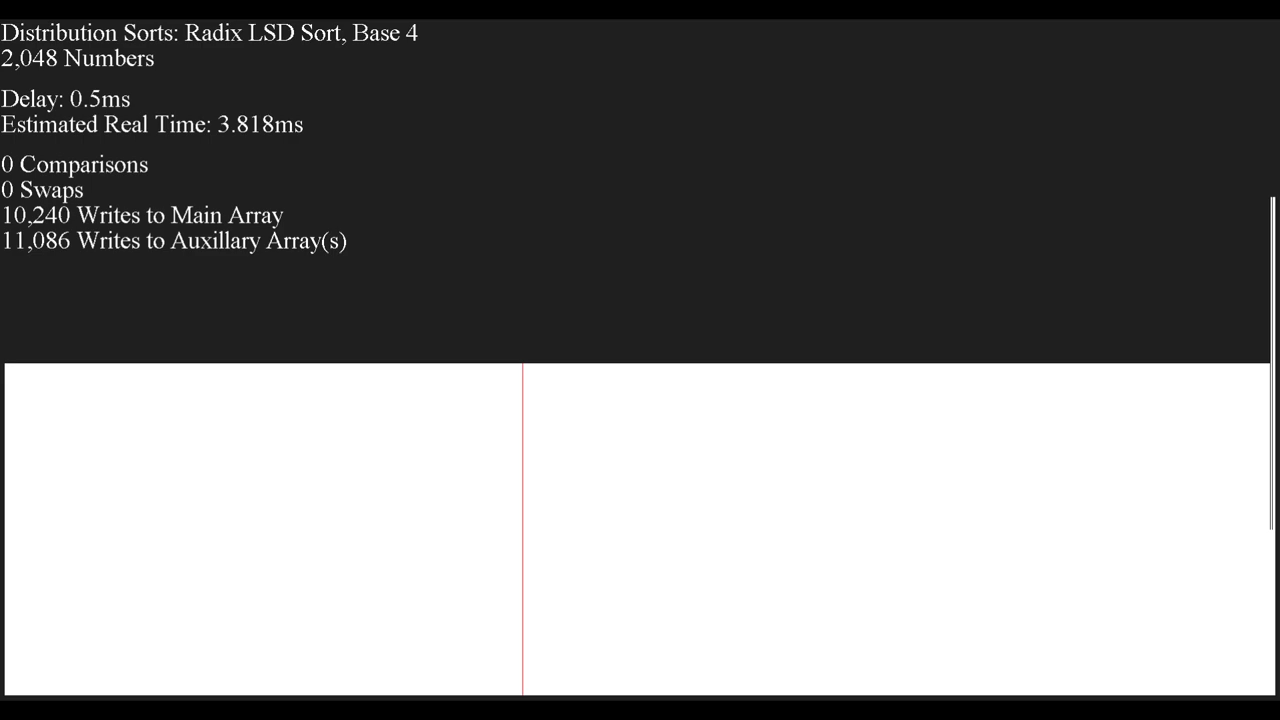 Distribution Sorts: Radix LSD Sort, Base 4
2,048 Numbers
Delay: 0.5ms
Estimated Real Time: 3.818ms
0 Comparisons
0 Swaps
10,240 Writes to Main Array
11,086 Writes to Auxillary Array(s)